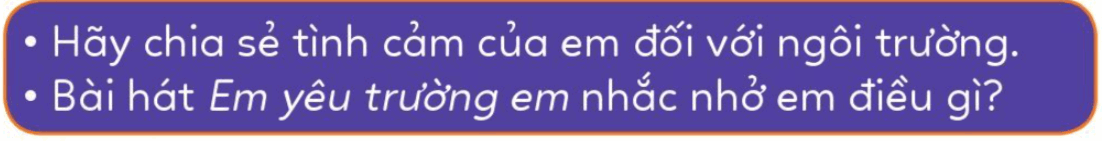 • Hãy chia sẻ tình cảm của em đối với ngôi trường.
• Bài hát Em yêu trường em nhắc nhở em điều gì?